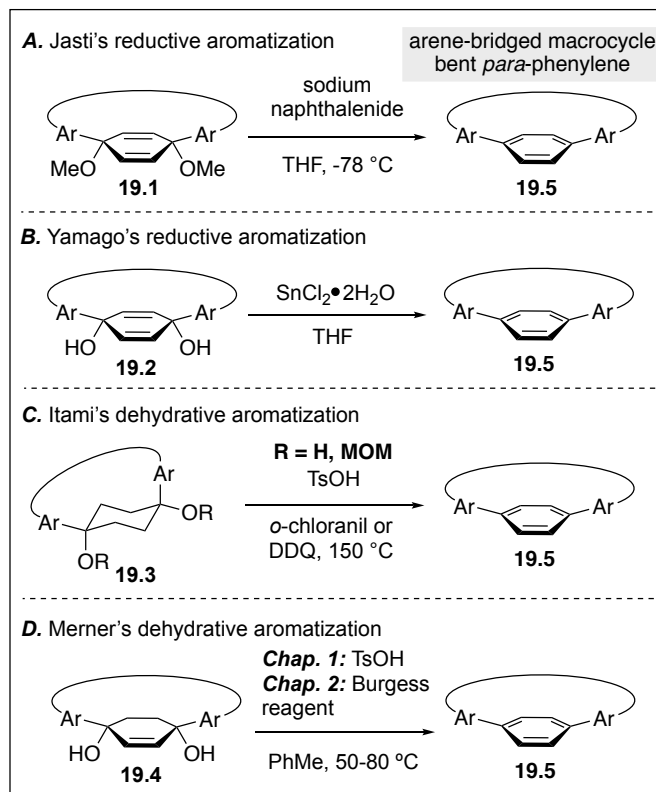 A. Jasti's reductive aromatization
arene-bridged macrocycle
bent para-phenylene
sodium
naphthalenide
THF, -78 °C
Ar
Ar
MeO
OMe
19.1
Ar
Ar
19.5
B. Yamago's reductive aromatization
SnCl2•2H2O
THF
Ar
Ar
HO
OH
19.2
Ar
Ar
19.5
C. Itami's dehydrative aromatization
R = H, MOM
TsOH
o-chloranil or
DDQ, 150 °C
Ar
Ar
OR
OR
19.3
Ar
Ar
19.5
D. Merner's dehydrative aromatization
Chap. 1: TsOH
Chap. 2: Burgess
reagent
PhMe, 50-80 ºC
Ar
Ar
HO
OH
19.4
Ar
Ar
19.5